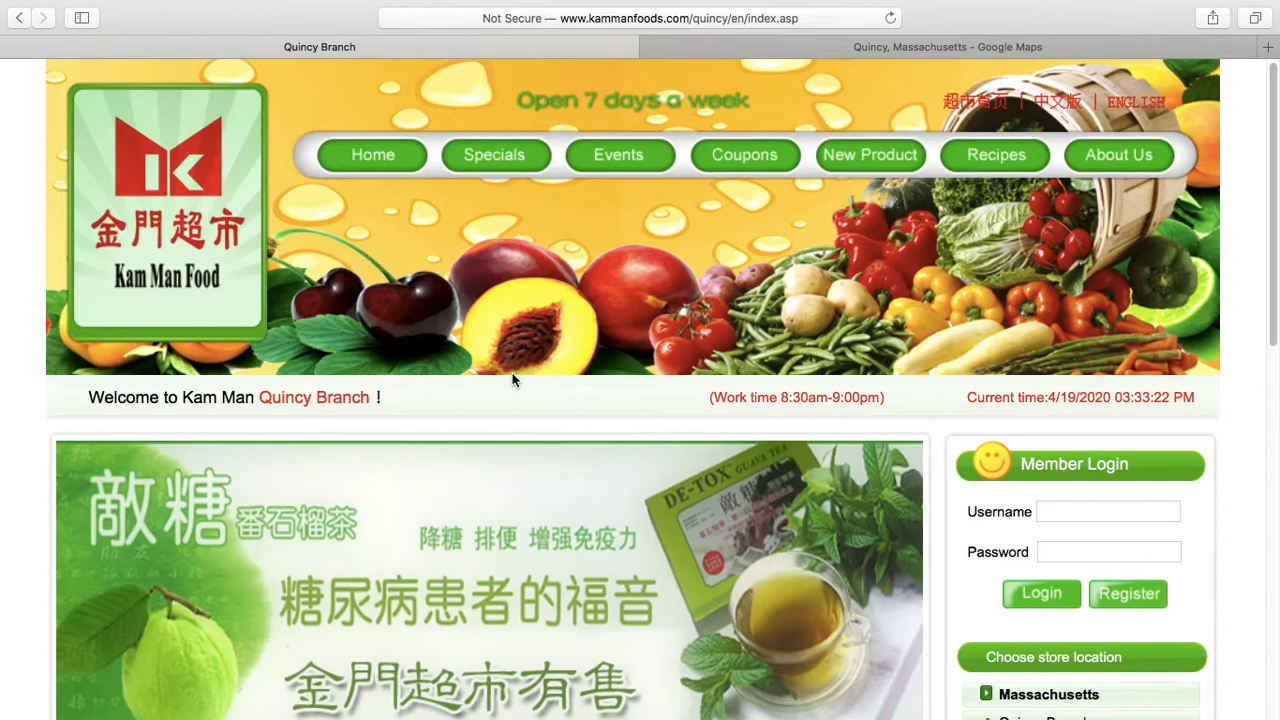 Not Secure — www.kammanfoods.com/quincy/en/index.asp
Quincy Branch
Quincy, Massachusetts - Google Maps
Open 7 days a week
超市首页 | 中文版 | ENGLISH
Home
Specials
Events
Coupons
New Product
Recipes
About Us
K
金門超市
Kam Man Food
Welcome to Kam Man Quincy Branch !
(Work time 8:30am-9:00pm)
Current time:4/19/2020 03:33:22 PM
敵糖 番石榴茶
降糖 排便 增强免疫力
糖尿病患者的福音
金門超市有售
DE-TOX™ GUAVA TEA
敵糖
Member Login
Username
Password
Login
Register
Choose store location
Massachusetts
Quincy Branch